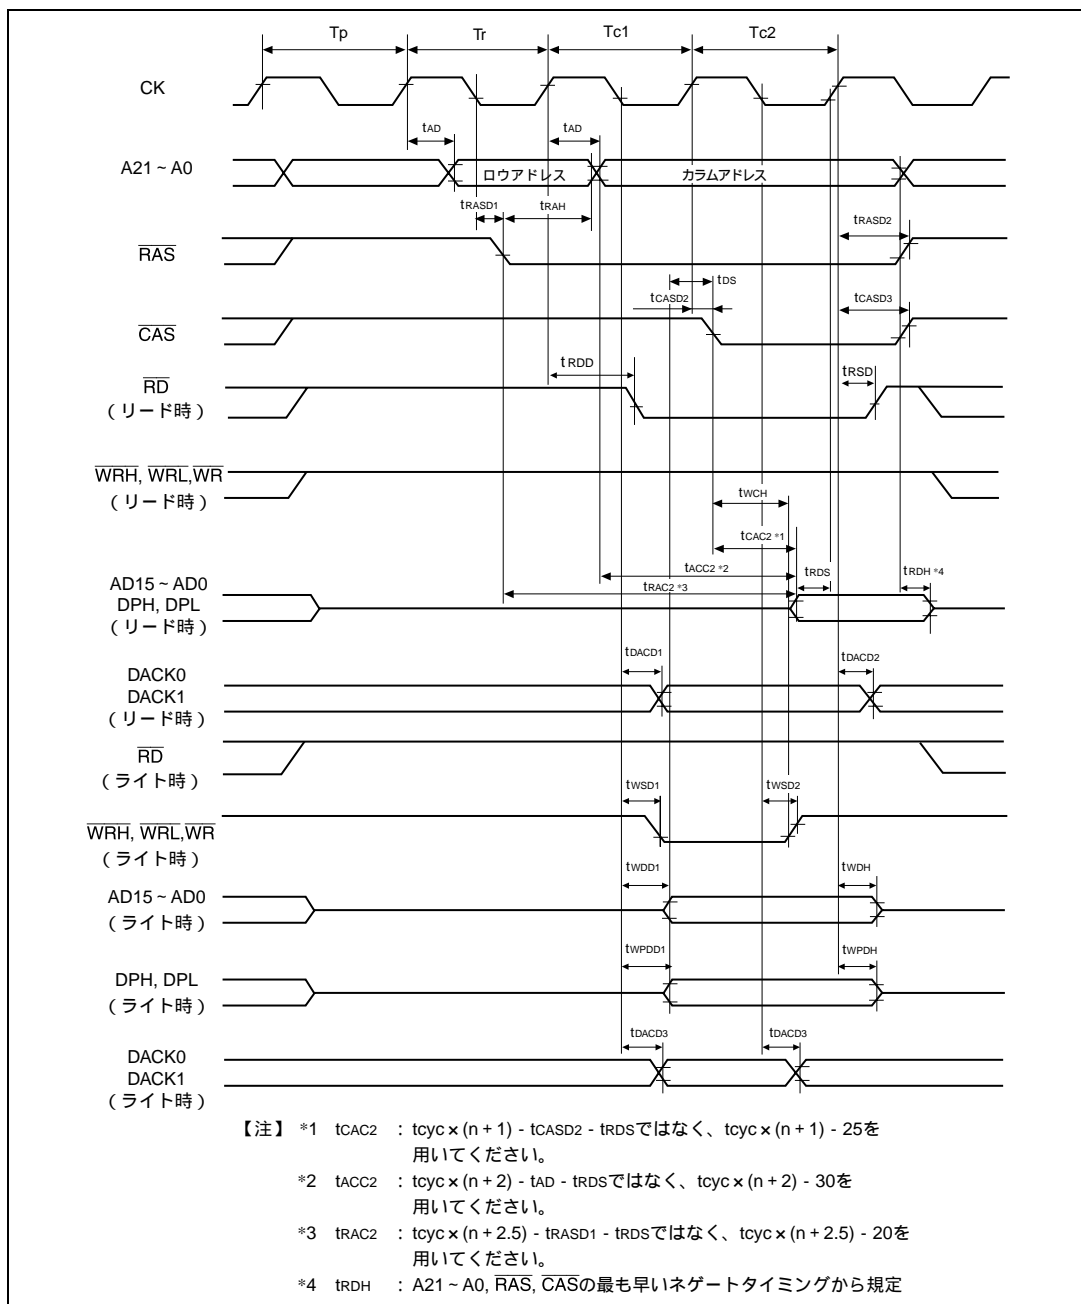 Tp Tr Tc1 Tc2
CK
tAD tAD
A21 ~ A0 ロウアドレス カラムアドレス
tRASD1 tRAH tRASD2
RAS
tDS
tCASD2 tCASD3
CAS
tRDD tRSD
RD
（リード時）
WRH, WRL,WR
（リード時）
tWCH
tCAC2 *1
tACC2 *2
tRDS tRDH *4
tRAC2 *3
AD15 ~ AD0
DPH, DPL
（リード時）
tDACD1 tDACD2
DACK0
DACK1
（リード時）
RD
（ライト時）
tWSD1 tWSD2
WRH, WRL,WR
（ライト時）
tWDD1 tWDH
AD15 ~ AD0
（ライト時）
tWPDD1 tWPDH
DPH, DPL
（ライト時）
tDACD3 tDACD3
DACK0
DACK1
（ライト時）
【注】 *1 tCAC2 : tcyc×(n + 1) - tCASD2 - tRDSではなく、tcyc×(n + 1) - 25を
用いてください。
*2 tACC2 : tcyc×(n + 2) - tAD - tRDSではなく、tcyc×(n + 2) - 30を
用いてください。
*3 tRAC2 : tcyc×(n + 2.5) - tRASD1 - tRDSではなく、tcyc×(n + 2.5) - 20を
用いてください。
*4 tRDH : A21 ~ A0, RAS, CASの最も早いネゲートタイミングから規定